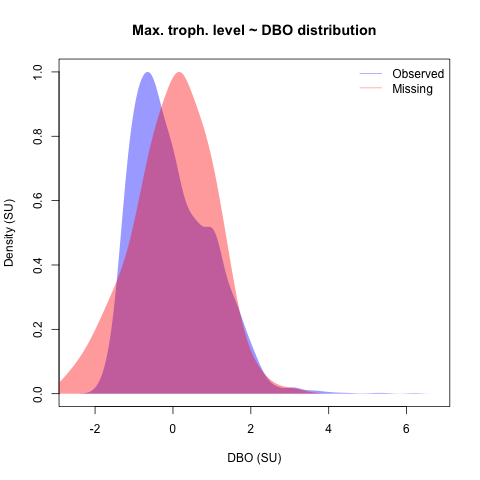 Max. troph. level ~ DBO distribution
Observed
Missing
1.0
0.8
0.6
0.4
0.2
0.0
Density (SU)
-2 0 2 4 6
DBO (SU)